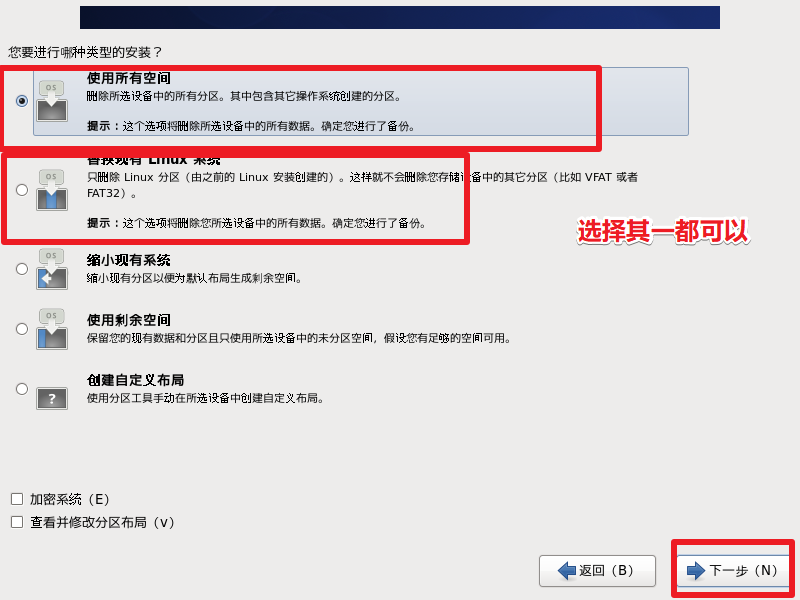 您要进行哪种类型的安装？
使用所有空间
OS
删除所选设备中的所有分区。其中包含其它操作系统创建的分区。
提示：这个选项将删除所选设备中的所有数据。确定您进行了备份。
替换现有 Linux 系统
OS
只删除 Linux 分区（由之前的 Linux 安装创建的）。这样就不会删除您存储设备中的其它分区（比如 VFAT 或者
FAT32）。
提示：这个选项将删除您所选设备中的所有数据。确定您进行了备份。
选择其一都可以
缩小现有系统
OS
缩小现有分区以便为默认布局生成剩余空间。
使用剩余空间
OS
保留您的现有数据和分区且只使用所选设备中的未分区空间，假设您有足够的空间可用。
创建自定义布局
?
使用分区工具手动在所选设备中创建自定义布局。
加密系统（E）
查看并修改分区布局（v）
返回（B）
下一步（N）